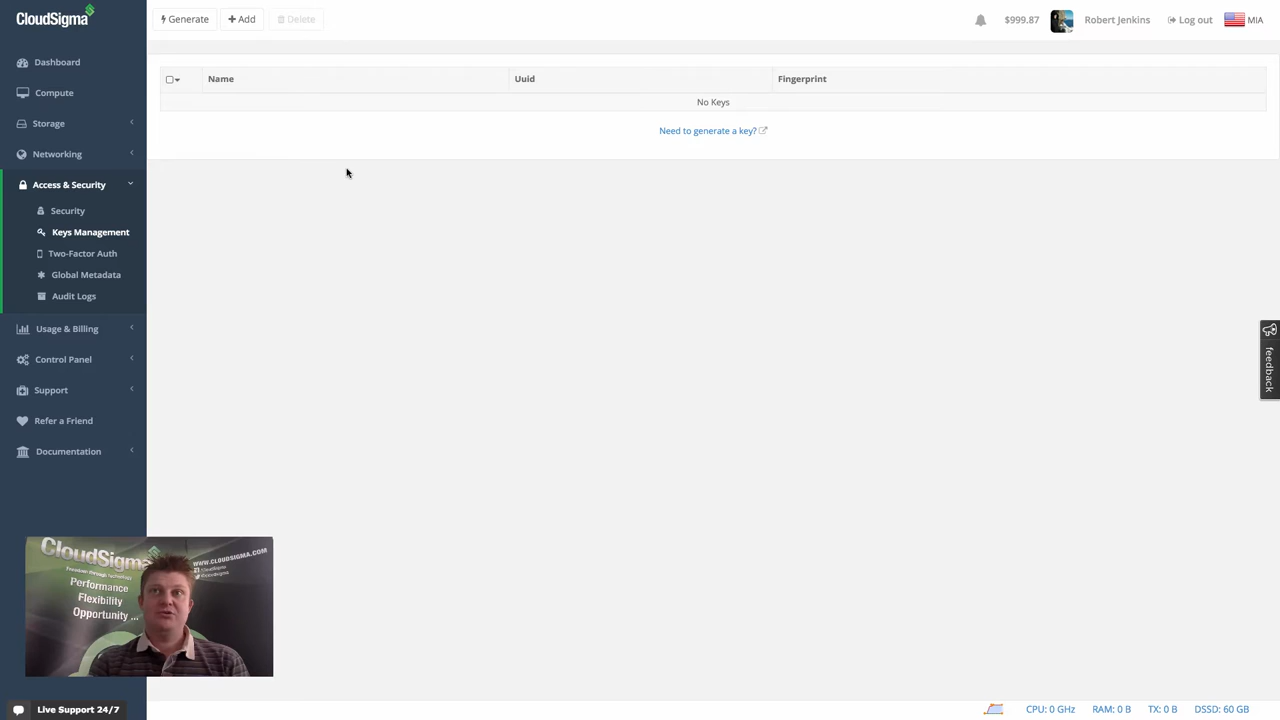 CloudSigma
Generate
Add
Delete
$999.87
Robert Jenkins
Log out
MIA
Dashboard
Compute
Storage
Networking
Access & Security
Security
Keys Management
Two-Factor Auth
Global Metadata
Audit Logs
Usage & Billing
Control Panel
Support
Refer a Friend
Documentation
Name
Uuid
Fingerprint
No Keys
Need to generate a key?
feedback
CloudSigma
WWW.CLOUDSIGMA.COM
Performance
Flexibility
Opportunity ...
Live Support 24/7
CPU: 0 GHz
RAM: 0 B
TX: 0 B
DSSD: 60 GB